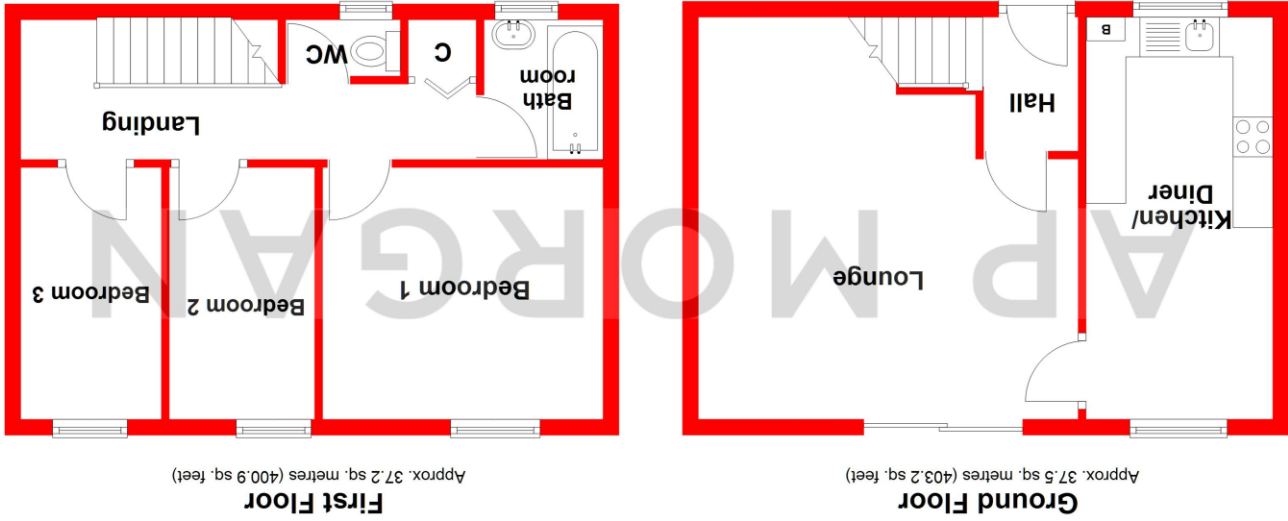 Ground Floor
Approx. 37.5 sq. metres (403.2 sq. feet)
Kitchen/
Diner
Lounge
Hall
B
First Floor
Approx. 37.2 sq. metres (400.9 sq. feet)
Bedroom 1
Bedroom 2
Bedroom 3
Landing
Bath
room
C
WC
AP MORGAN